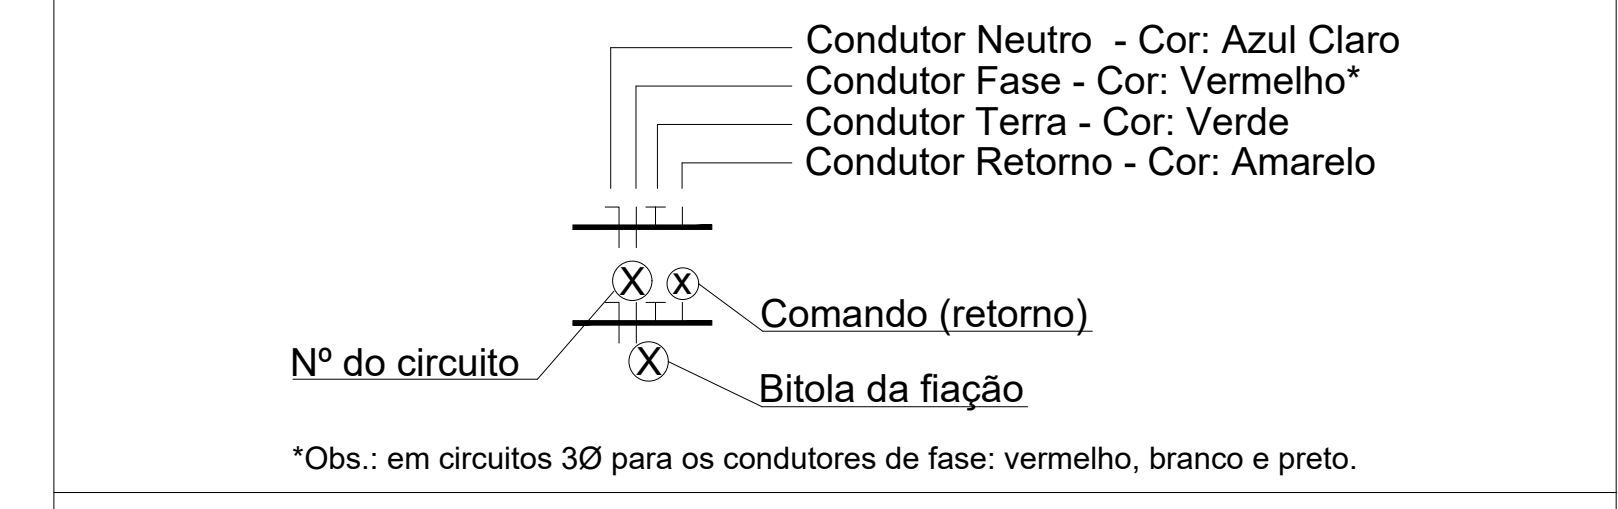 Condutor Neutro - Cor: Azul Claro
Condutor Fase - Cor: Vermelho*
Condutor Terra - Cor: Verde
Condutor Retorno - Cor: Amarelo
X
X
Comando (retorno)
Nº do circuito
X
Bitola da fiação
*Obs.: em circuitos 3Ø para os condutores de fase: vermelho, branco e preto.